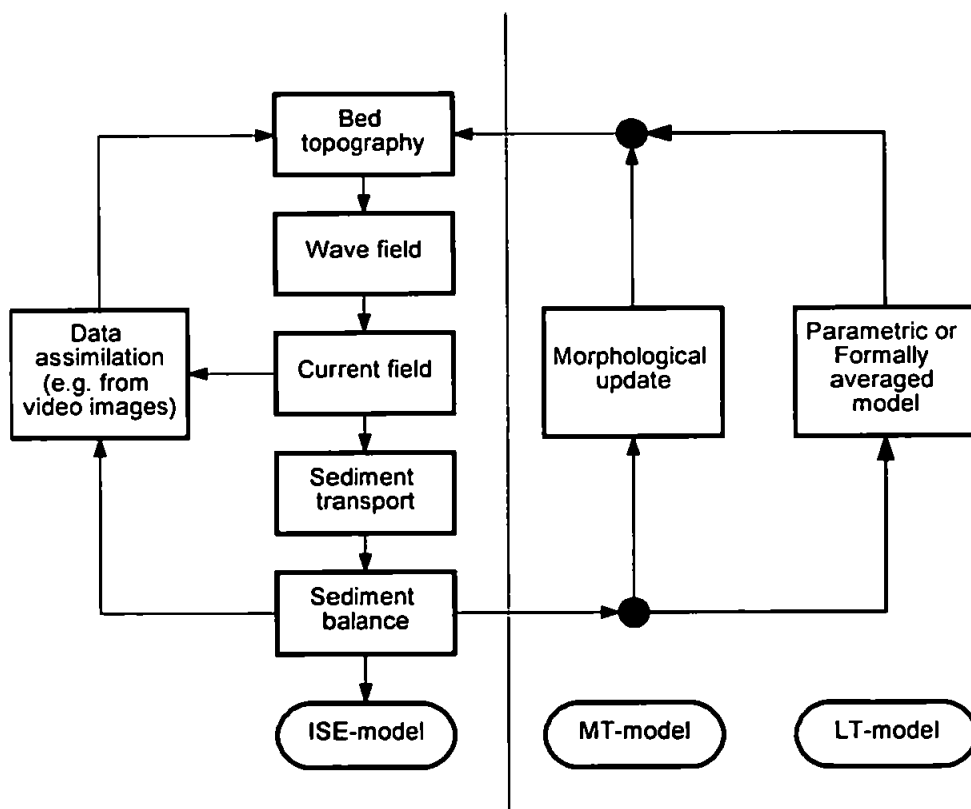 Bed
topography
Wave field
Data
assimilation
(e.g. from
video images)
Current field
Morphological
update
Parametric or
Formally
averaged
model
Sediment
transport
Sediment
balance
ISE-model
MT-model
LT-model